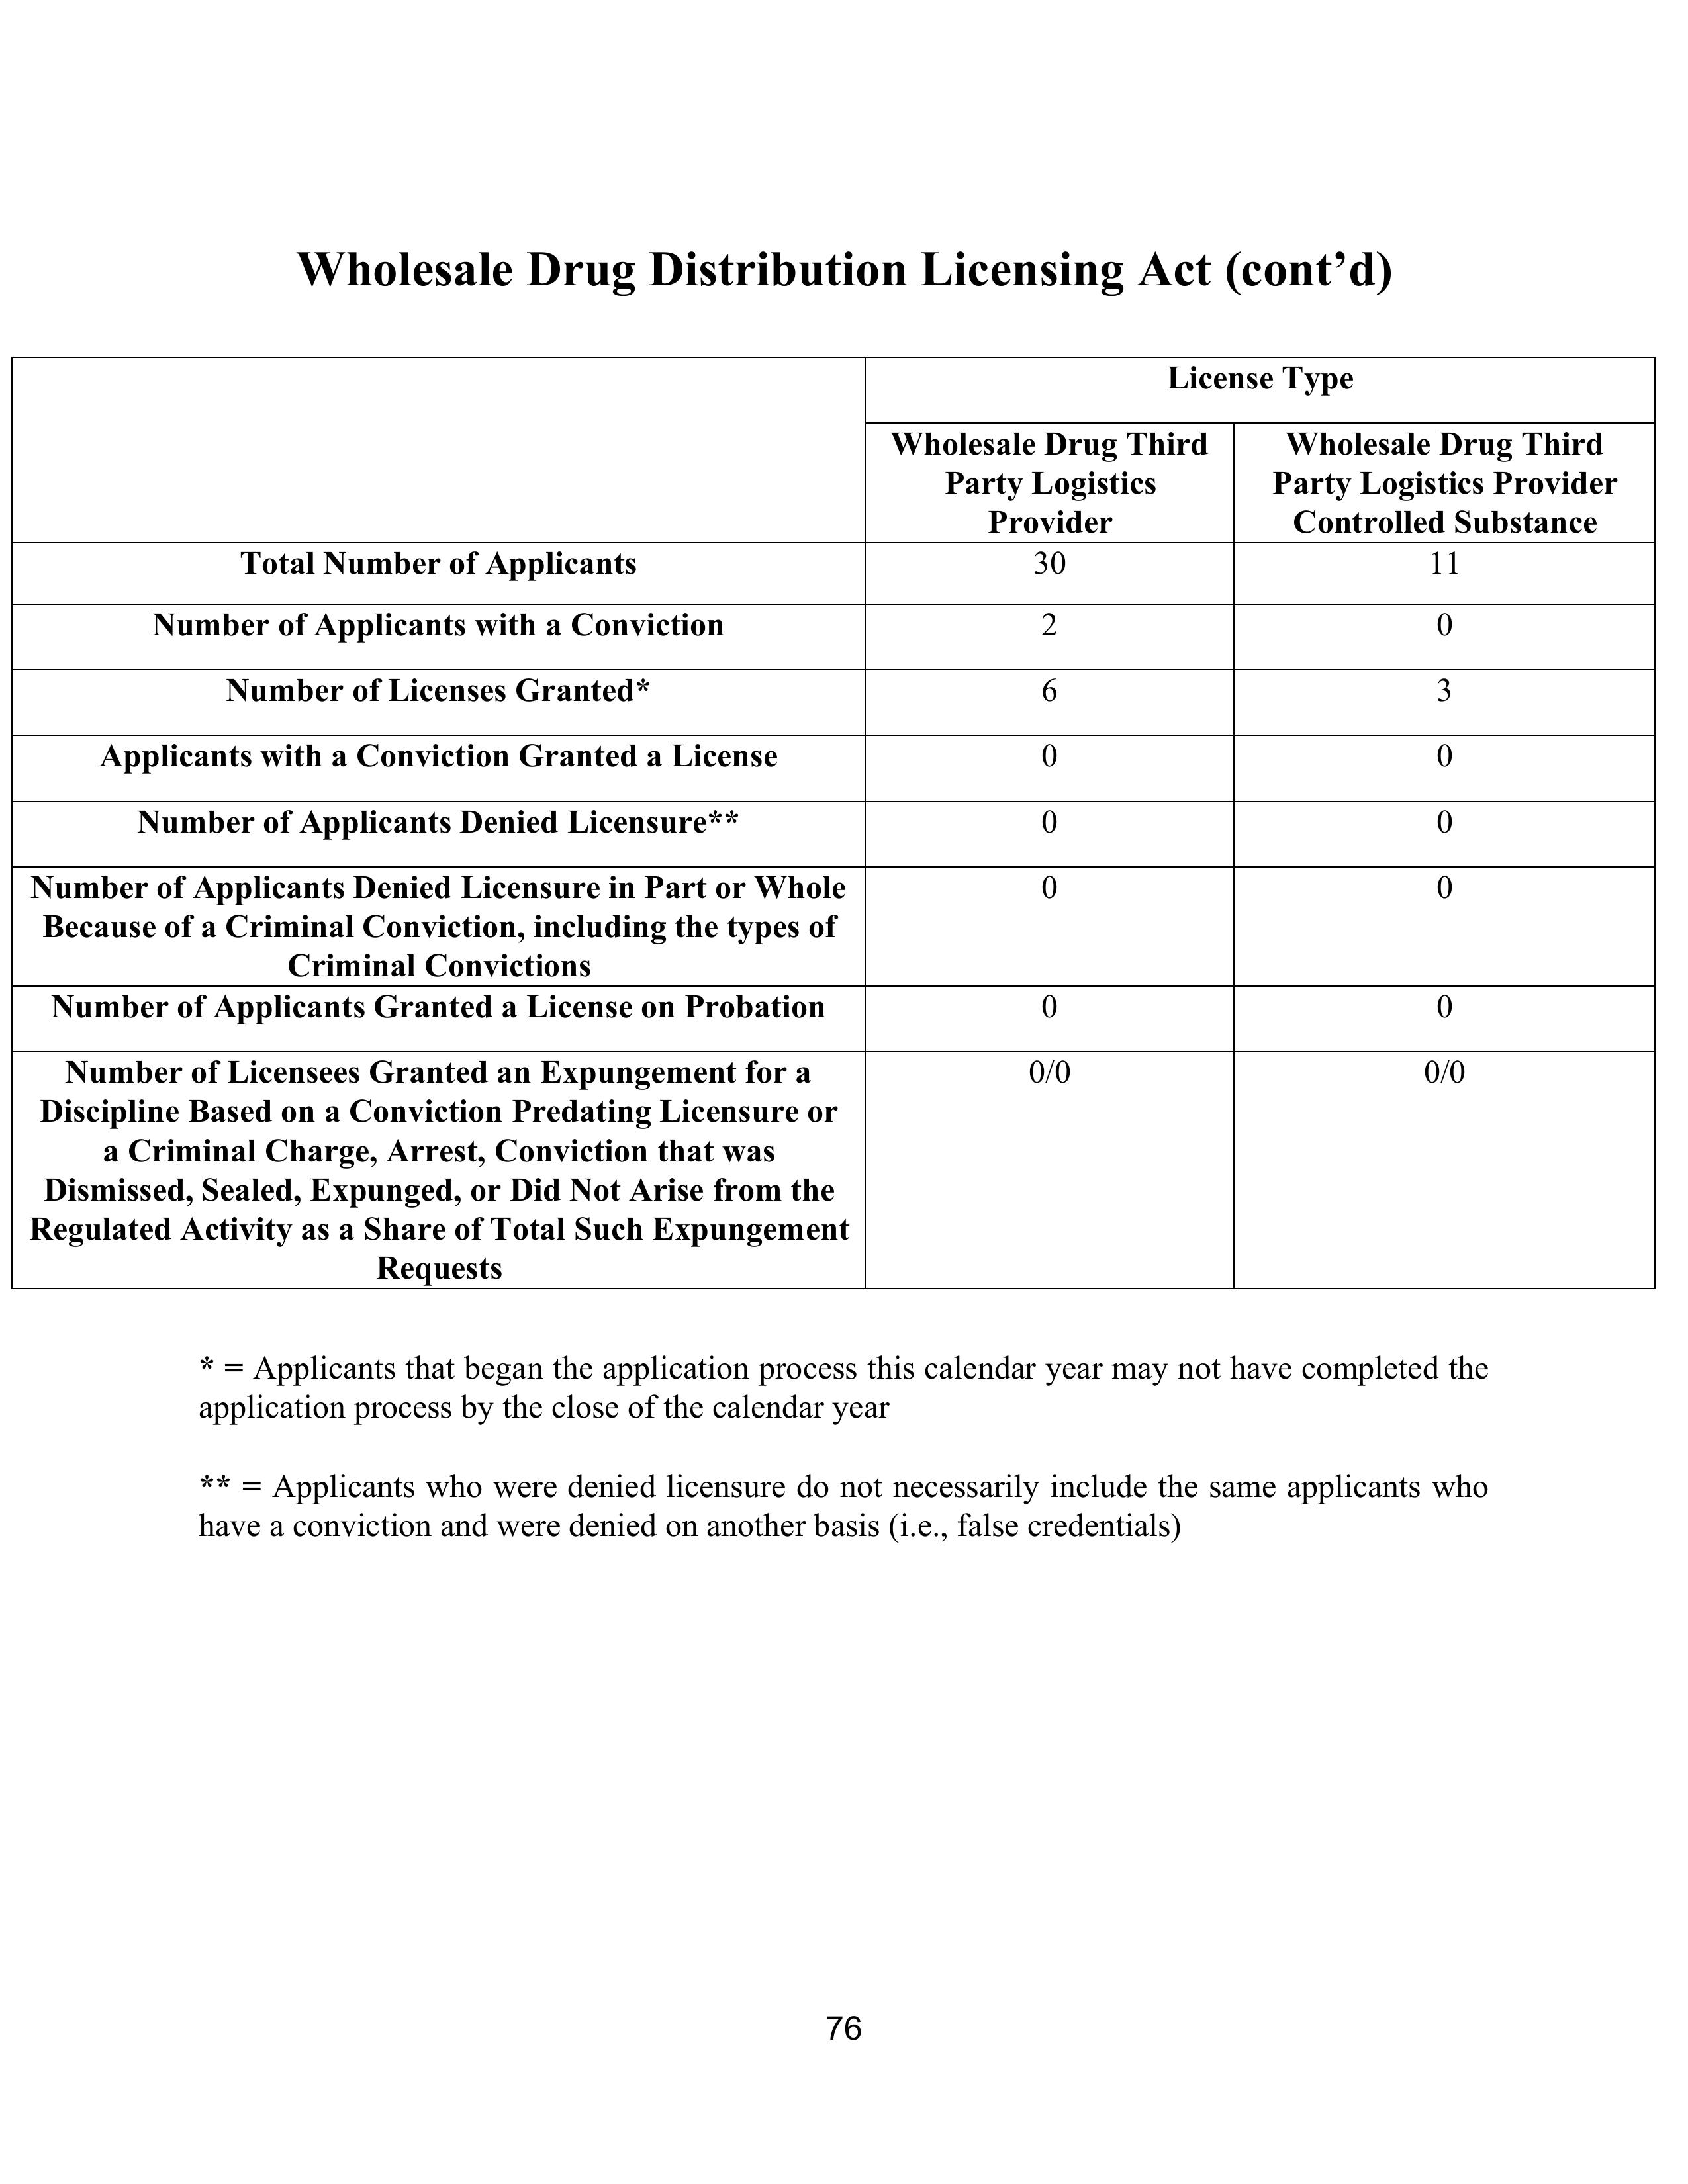 Wholesale Drug Distribution Licensing Act (cont’d)
License Type
Wholesale Drug Third
Party Logistics
Provider
Wholesale Drug Third
Party Logistics Provider
Controlled Substance
Total Number of Applicants 30 11
Number of Applicants with a Conviction 2 0
Number of Licenses Granted* 6 3
Applicants with a Conviction Granted a License 0 0
Number of Applicants Denied Licensure** 0 0
Number of Applicants Denied Licensure in Part or Whole 0 0
Because of a Criminal Conviction, including the types of
Criminal Convictions
Number of Applicants Granted a License on Probation 0 0
Number of Licensees Granted an Expungement for a 0/0 0/0
Discipline Based on a Conviction Predating Licensure or
a Criminal Charge, Arrest, Conviction that was
Dismissed, Sealed, Expunged, or Did Not Arise from the
Regulated Activity as a Share of Total Such Expungement
Requests
* = Applicants that began the application process this calendar year may not have completed the
application process by the close of the calendar year
** = Applicants who were denied licensure do not necessarily include the same applicants who
have a conviction and were denied on another basis (i.e., false credentials)
76